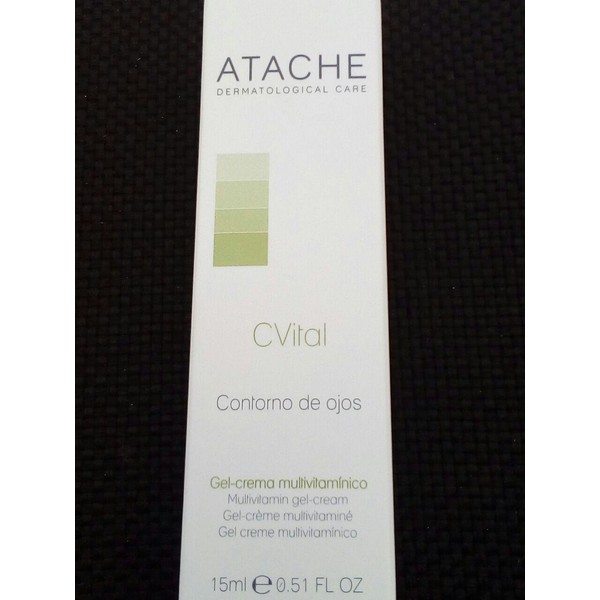 ATACHE
DERMATOLOGICAL CARE
CVital
Contorno de ojos
Gel-crema multivitamínico
Multivitamin gel-cream
Gel-crème multivitaminé
Gel creme multivitamínico
15ml e 0.51 FL OZ